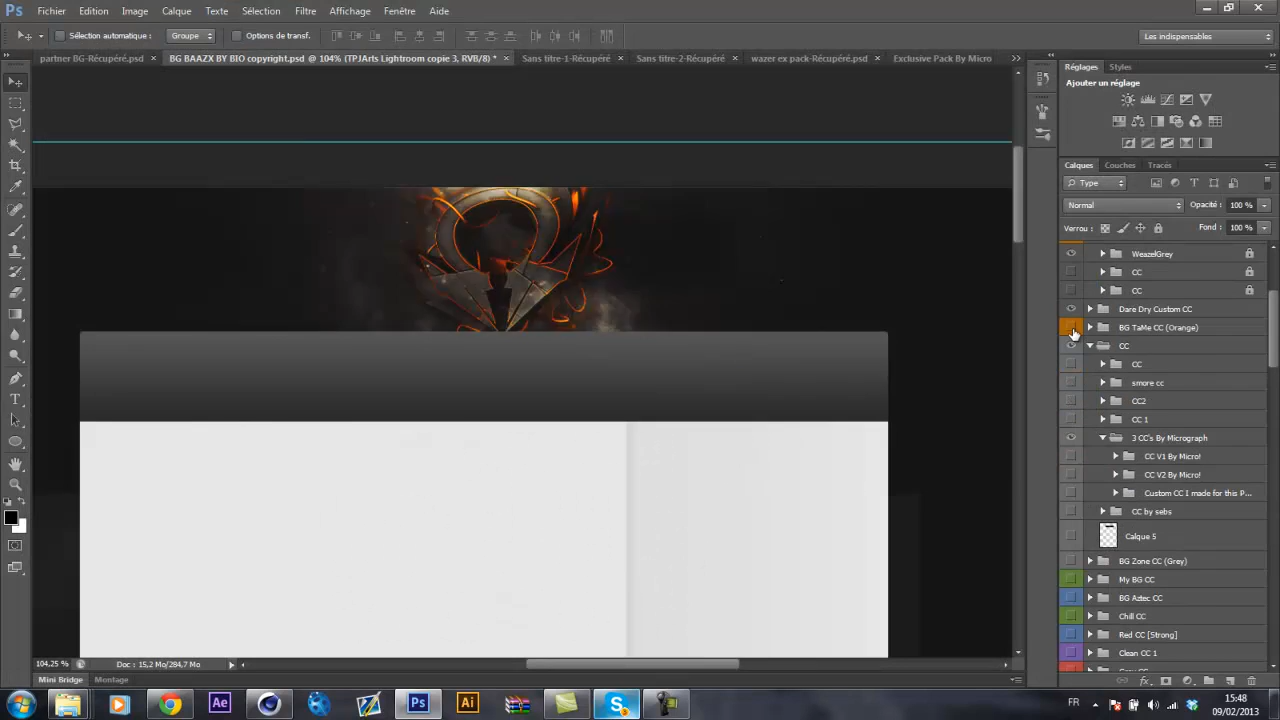 Ps Fichier Edition Image Calque Texte Sélection Filtre Affichage Fenêtre Aide
Sélection automatique : Groupe Options de transf. Les indispensables
partner BG-Récupéré.psd × BG BAAZX BY BIO copyright.psd @ 104% (TPJArts Lightroom copie 3, RVB/8) * × Sans titre-1-Récupéré × Sans titre-2-Récupéré × wazer ex pack-Récupéré.psd × Exclusive Pack By Micro
Réglages Styles
Ajouter un réglage
Calques Couches Tracés
Type
Normal Opacité : 100 %
Verrou : Fond : 100 %
WeazelGrey
CC
CC
Dare Dry Custom CC
BG TaMe CC (Orange)
CC
CC
smore cc
CC2
CC 1
3 CC's By Micrograph
CC V1 By Micro!
CC V2 By Micro!
Custom CC I made for this P...
CC by sebs
Calque 5
BG Zone CC (Grey)
My BG CC
BG Aztec CC
Chill CC
Red CC [Strong]
Clean CC 1
104,25 % Doc : 15,2 Mo/284,7 Mo
Mini Bridge Montage
Ae Ps Ai FR 15:48
09/02/2013